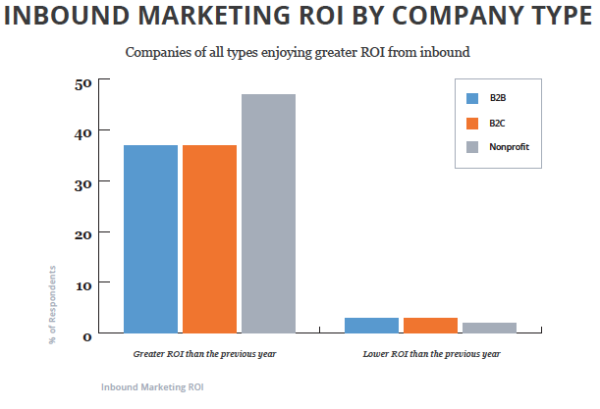 INBOUND MARKETING ROI BY COMPANY TYPE
Companies of all types enjoying greater ROI from inbound
50
40
30
20
10
0
% of Respondents
B2B
B2C
Nonprofit
Greater ROI than the previous year
Lower ROI than the previous year
Inbound Marketing ROI